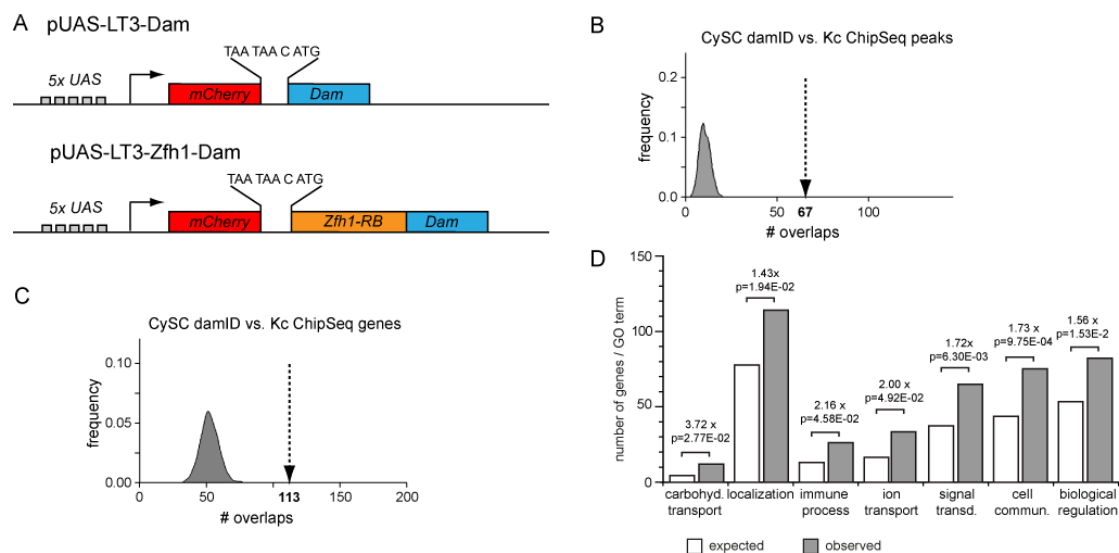 A
pUAS-LT3-Dam
TAA TAA C ATG
5x UAS
mCherry
Dam
pUAS-LT3-Zfh1-Dam
TAA TAA C ATG
5x UAS
mCherry
Zfh1-RB
Dam
B
CySC damID vs. Kc ChipSeq peaks
0.2
0.1
0.0
frequency
0
50
67
100
# overlaps
C
CySC damID vs. Kc ChipSeq genes
0.10
0.05
0.00
frequency
0
50
113
200
# overlaps
D
150
100
50
0
number of genes / GO term
3.72 x
p=2.77E-02
1.43x
p=1.94E-02
2.16 x
p=4.58E-02
2.00 x
p=4.92E-02
1.72x
p=6.30E-03
1.73 x
p=9.75E-04
1.56 x
p=1.53E-2
carbohyd.
transport
localization
immune
process
ion
transport
signal
transd.
cell
commun.
biological
regulation
expected
observed